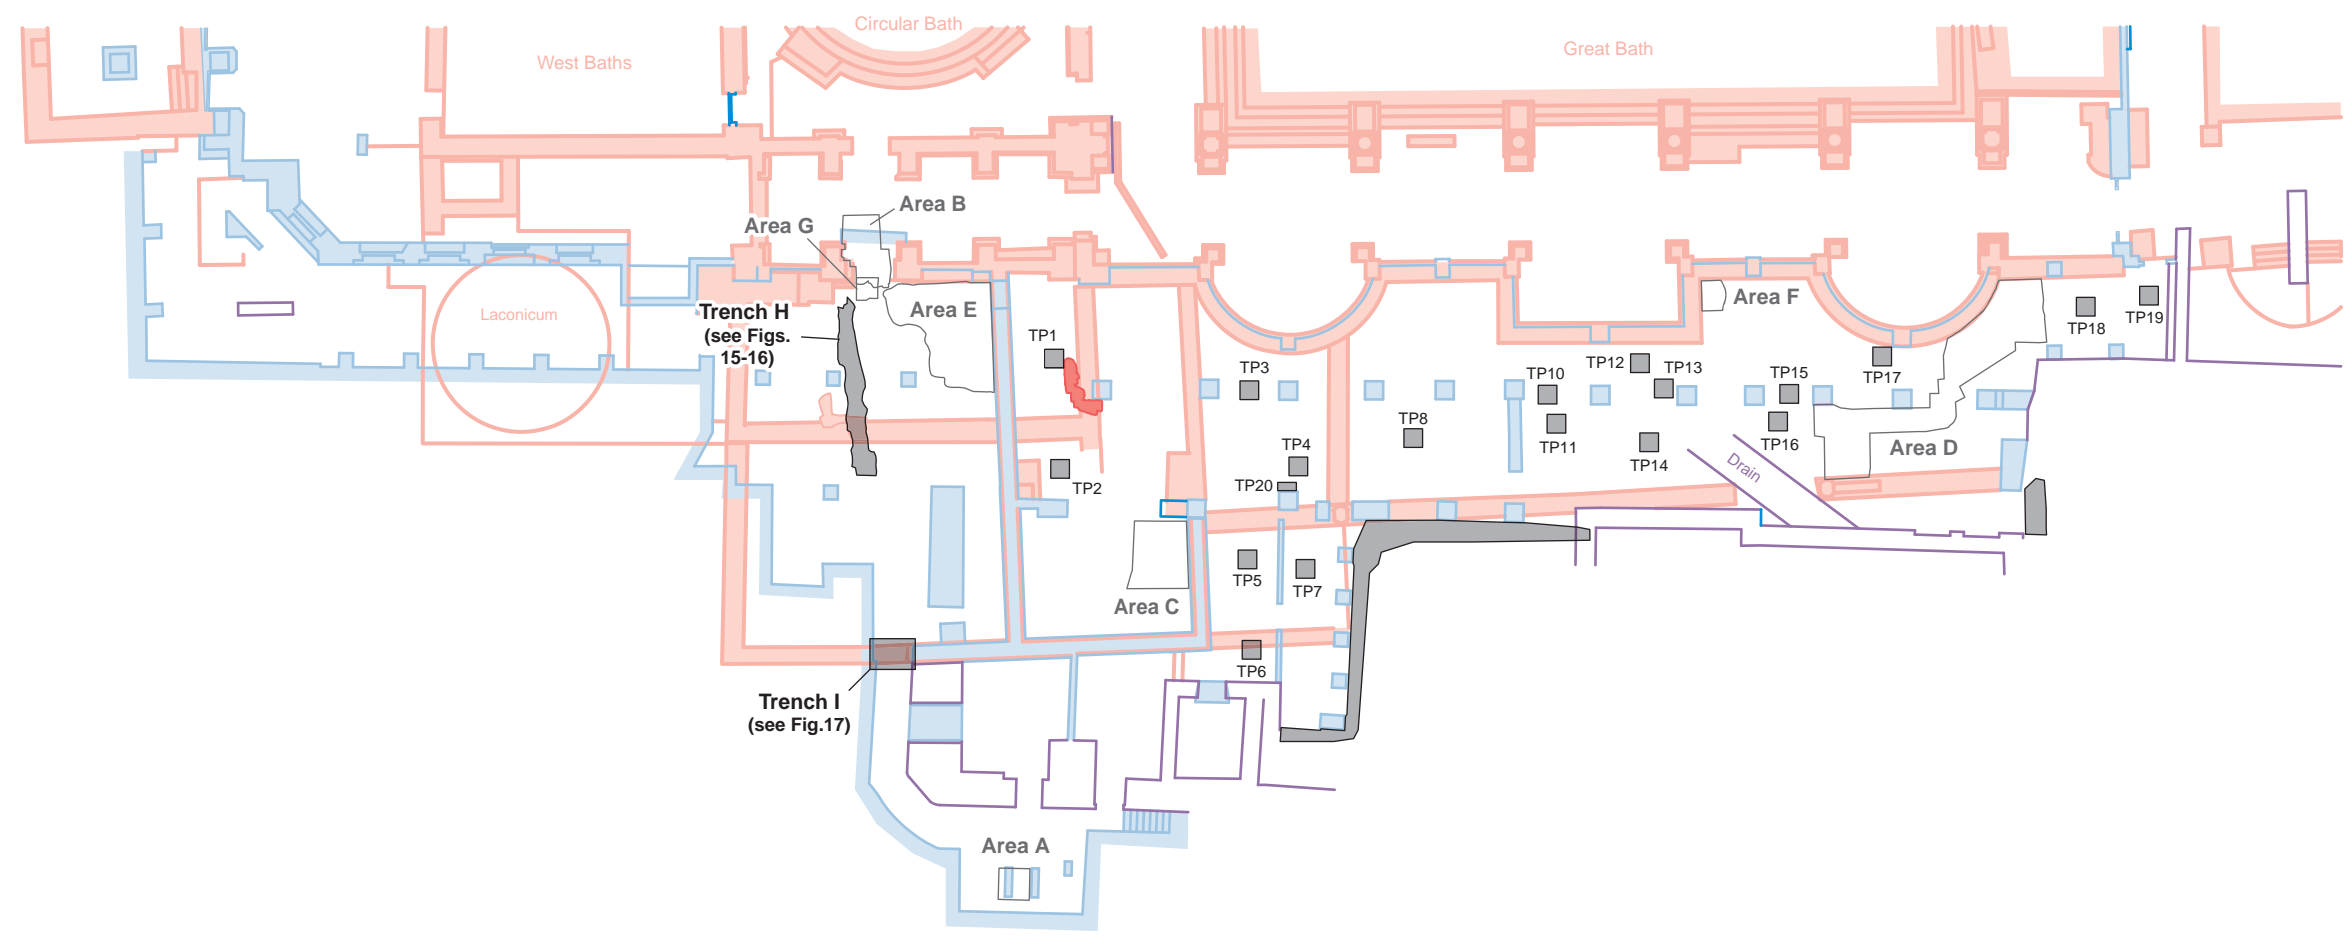 Circular Bath
West Baths
Great Bath
Area B
Area G
Area E
Area F
Trench H
(see Figs.
15-16)
Laconicum
TP1
TP3
TP10
TP12
TP13
TP15
TP17
TP18
TP19
TP8
TP11
TP16
TP4
TP14
Area D
Drain
TP2
TP20
TP5
TP7
Area C
TP6
Trench I
(see Fig.17)
Area A